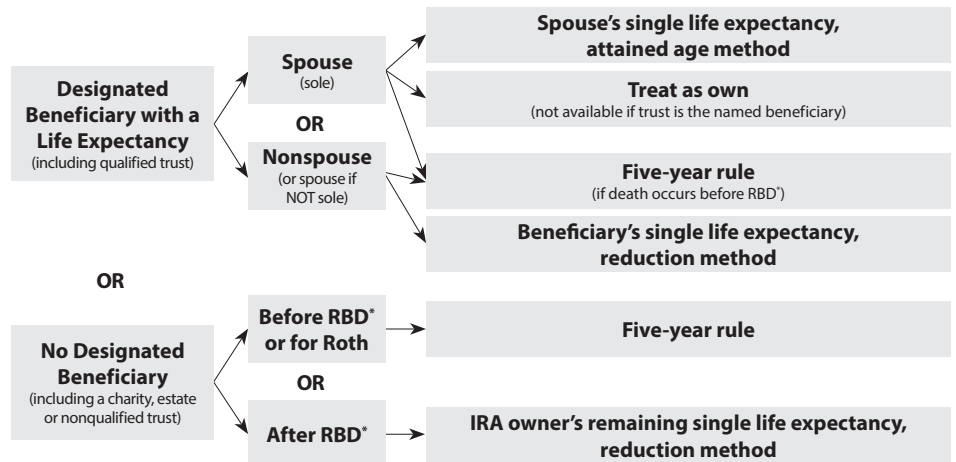 Designated
Beneficiary with a
Life Expectancy
(including qualified trust)
Spouse
(sole)
OR
Nonspouse
(or spouse if
NOT sole)
Spouse's single life expectancy,
attained age method
Treat as own
(not available if trust is the named beneficiary)
Five-year rule
(if death occurs before RBD*)
Beneficiary's single life expectancy,
reduction method
OR
No Designated
Beneficiary
(including a charity, estate
or nonqualified trust)
Before RBD*
or for Roth
OR
After RBD*
Five-year rule
IRA owner's remaining single life expectancy,
reduction method